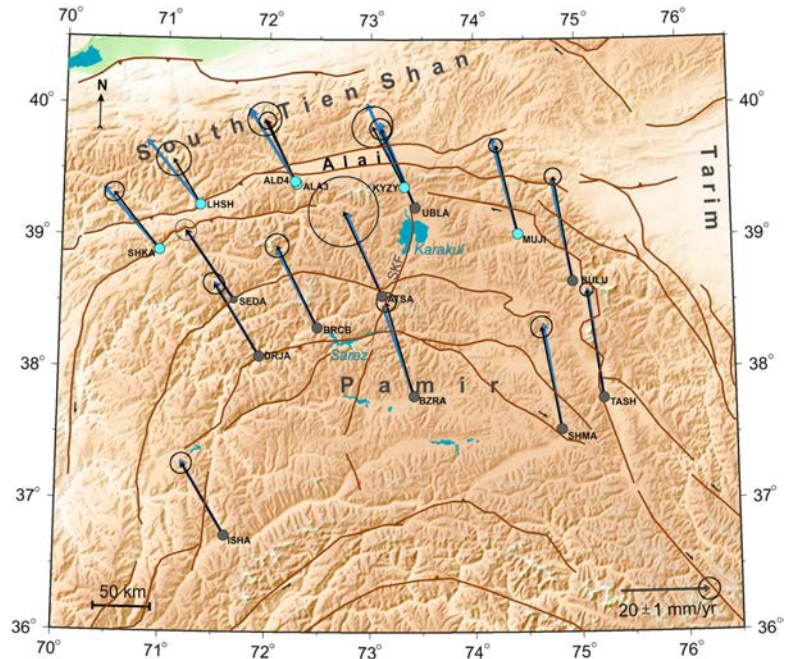 70° 71° 72° 73° 74° 75° 76°
South Tien Shan
N
40° 40°
Tarim
Alai
ALD4
ALA3
KYZY
LHSH
UBLA
39° 39°
SHKA
MUJI
Karakul
SKF
SULU
SEDA
ATSA
BRCB
38° 38°
DRJA
Sarez
Pamir
BZRA
TASH
SHMA
37° 37°
ISHA
50 km
20 ± 1 mm/yr
36° 36°
70° 71° 72° 73° 74° 75° 76°